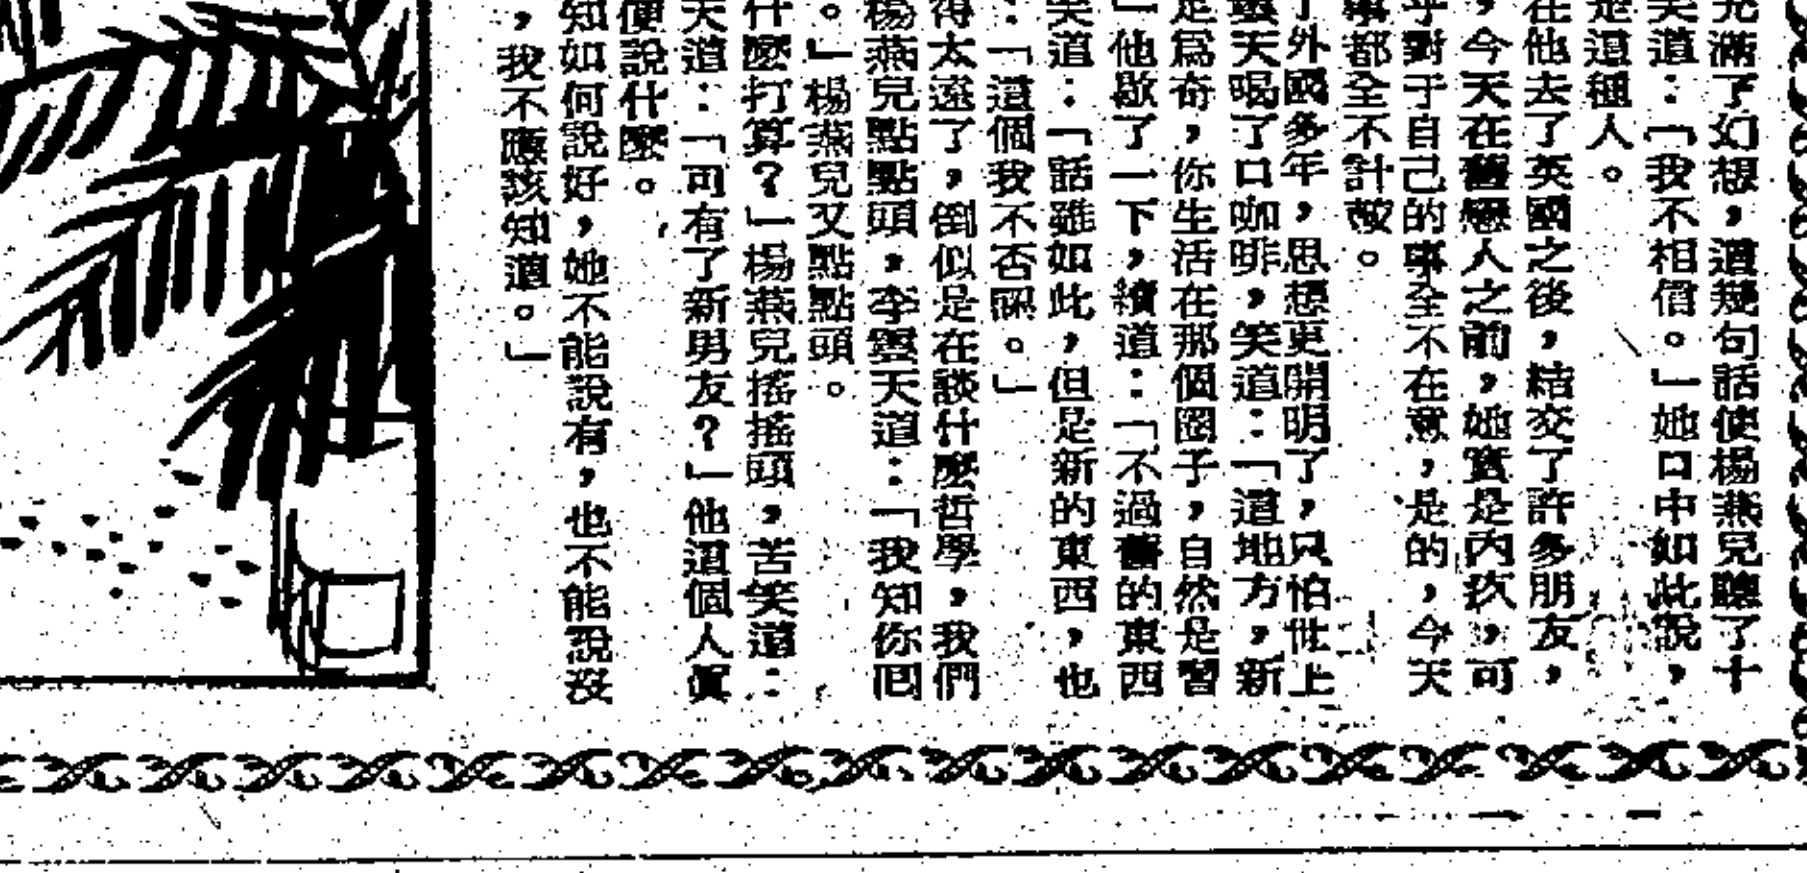 充滿了幻想，這幾句話使楊燕兒聽了十
笑道：「我不相信。」她口中如此說，
是這種人。
在他去了英國之後，結交了許多朋友，
，今天在舊戀人之前，她實是內疚，可
乎對于自己的事全不在意，是的，今天
事都全不計較。
了外國多年，思想更開明了，只怕世上
雲天喝了口咖啡，笑道：「這地方，新
足爲奇，你生活在那個圈子，自然是習
」他歇了一下，續道：「不過舊的東西
笑道：「話雖如此，但是新的東西，也
：「這個我不否認。」
得太遠了，倒似是在談什麼哲學，我們
楊燕兒點點頭，李雲天道：「我知你回
。」楊燕兒又點點頭。
什麼打算？」楊燕兒搖搖頭，苦笑道：
天道：「可有了新男友？」他這個人眞
便說什麼。
知如何說好，她不能說有，也不能說沒
，我不應該知道。」